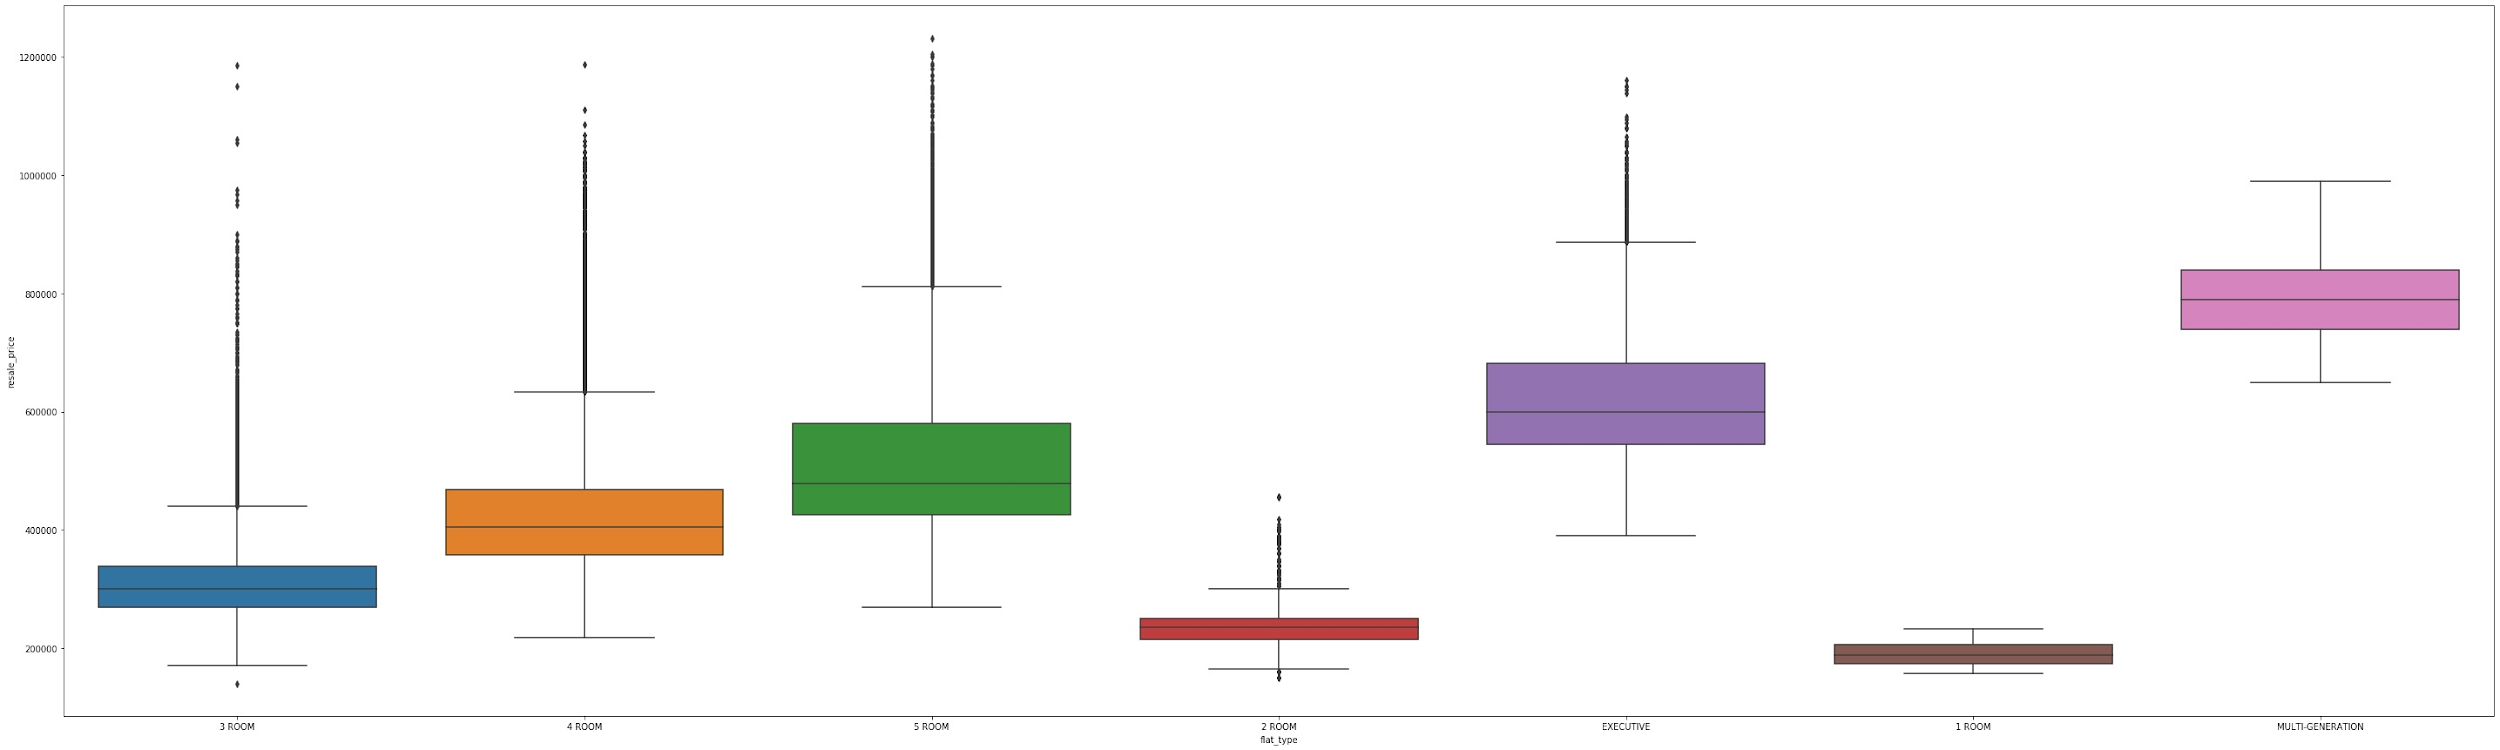 1200000
1000000
800000
600000
400000
200000
resale_price
3 ROOM
4 ROOM
5 ROOM
2 ROOM
EXECUTIVE
1 ROOM
MULTI-GENERATION
flat_type